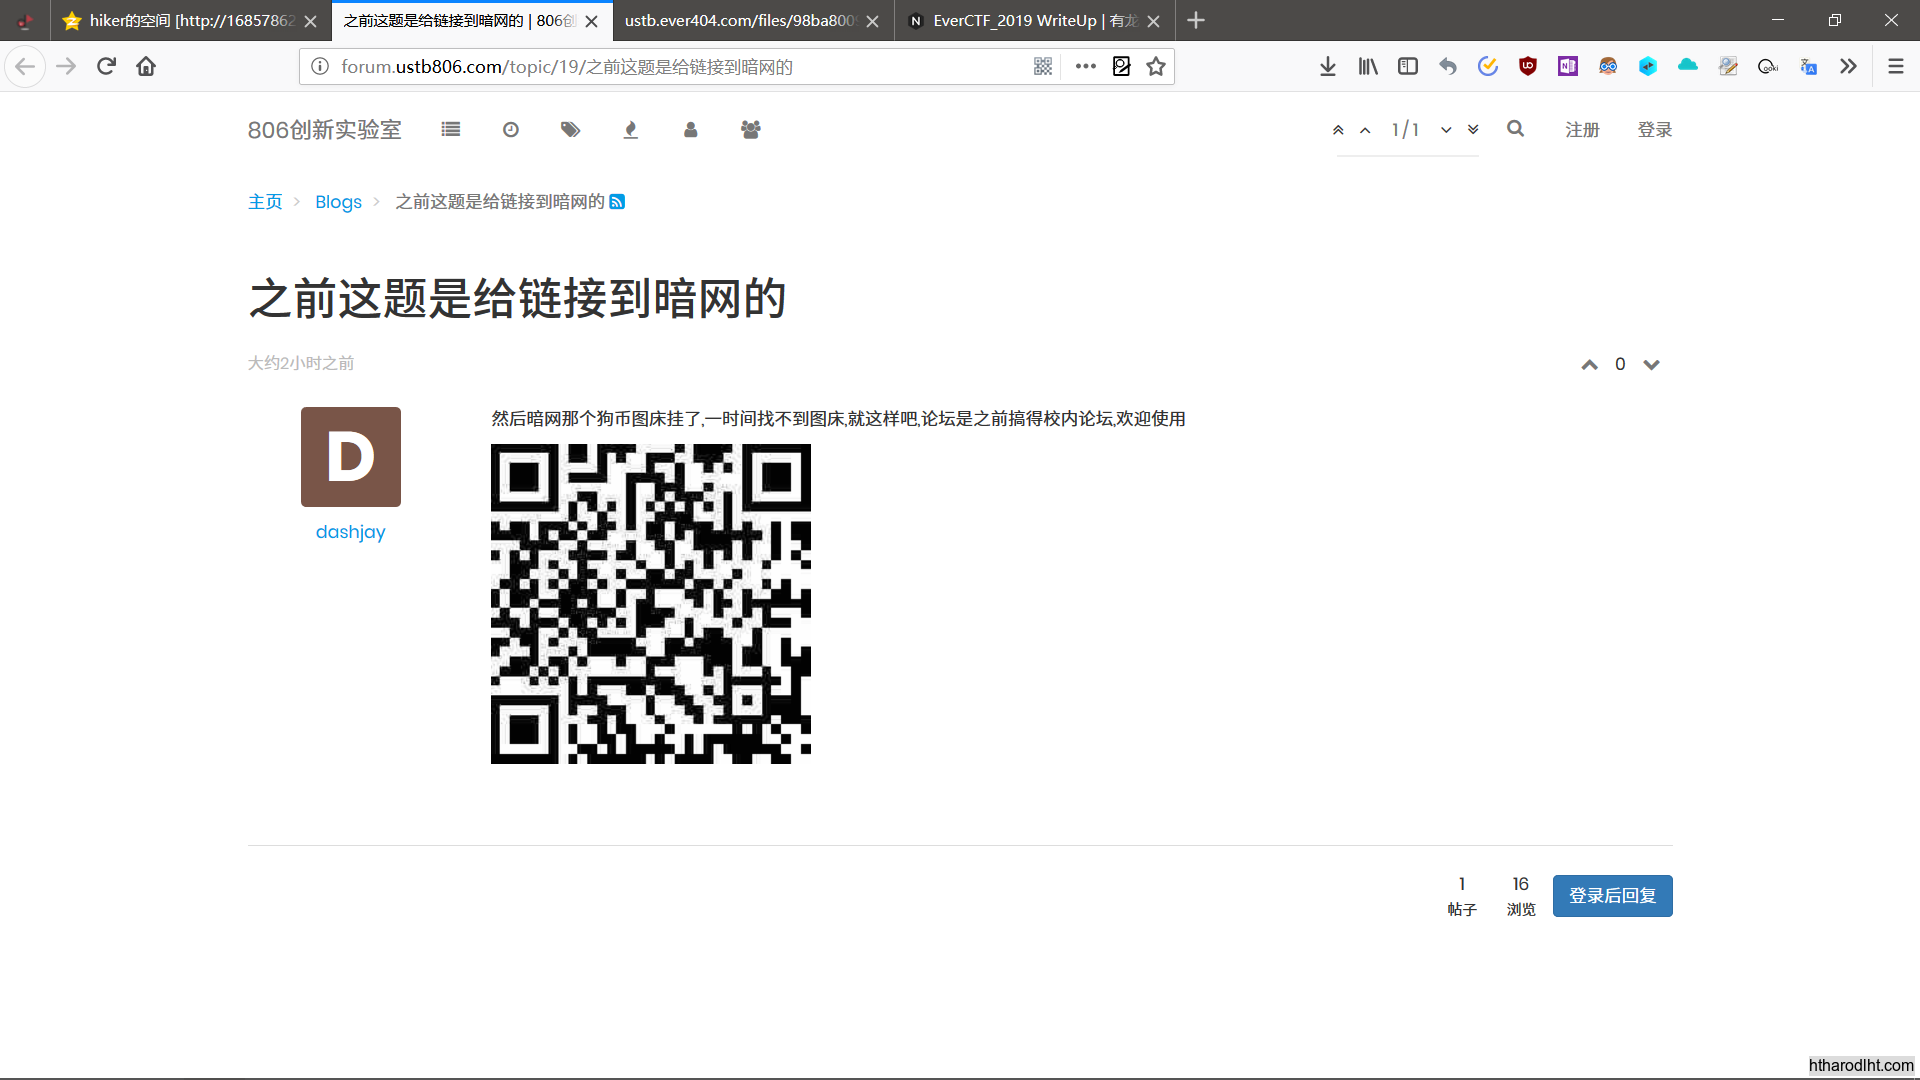 hiker的空间 [http://16857862
之前这题是给链接到暗网的 | 806创
ustb.ever404.com/files/98ba800
EverCTF_2019 WriteUp | 有龙
forum.ustb806.com/topic/19/之前这题是给链接到暗网的
806创新实验室
1 / 1
注册
登录
主页 > Blogs > 之前这题是给链接到暗网的
之前这题是给链接到暗网的
大约2小时之前
0
D
dashjay
然后暗网那个狗币图床挂了,一时间找不到图床,就这样吧,论坛是之前搞得校内论坛,欢迎使用
1
帖子
16
浏览
登录后回复
htharodlht.com